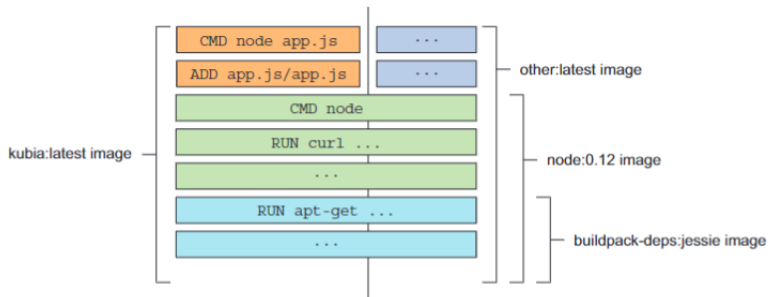 CMD node app.js
...
ADD app.js/app.js
...
other:latest image
CMD node
RUN curl ...
kubia:latest image
node:0.12 image
...
RUN apt-get ...
buildpack-deps:jessie image
...